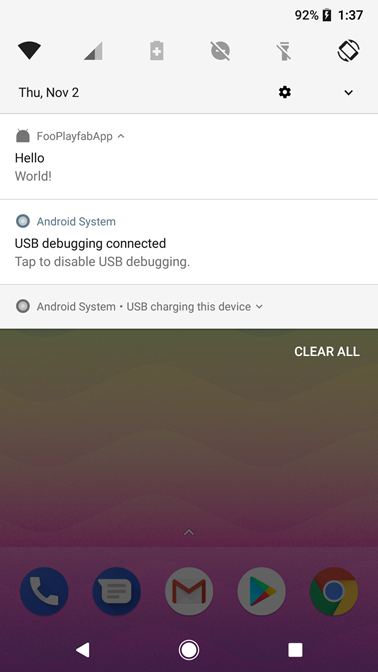 92% 1:37
Thu, Nov 2
FooPlayfabApp
Hello
World!
Android System
USB debugging connected
Tap to disable USB debugging.
Android System • USB charging this device
CLEAR ALL